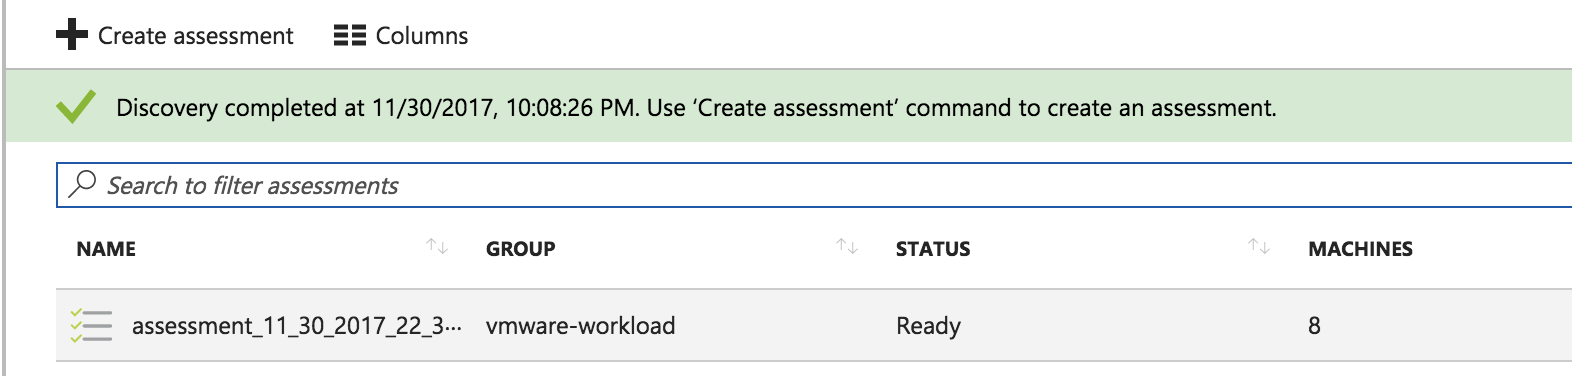 Create assessment Columns
Discovery completed at 11/30/2017, 10:08:26 PM. Use ‘Create assessment’ command to create an assessment.
Search to filter assessments
NAME GROUP STATUS MACHINES
assessment_11_30_2017_22_3... vmware-workload Ready 8